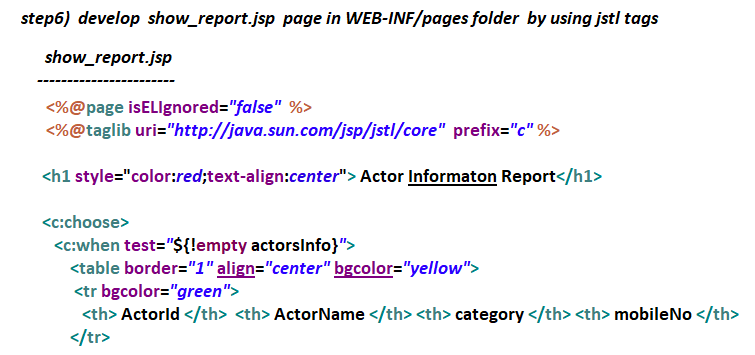 step6) develop show_report.jsp page in WEB-INF/pages folder by using jstl tags
show_report.jsp
-----------------------
<%@page isELIgnored="false" %>
<%@taglib uri="http://java.sun.com/jsp/jstl/core" prefix="c" %>
<h1 style="color:red;text-align:center"> Actor Informaton Report</h1>
<c:choose>
<c:when test="${!empty actorsInfo}">
<table border="1" align="center" bgcolor="yellow">
<tr bgcolor="green">
<th> ActorId </th> <th> ActorName </th> <th> category </th> <th> mobileNo </th>
</tr>